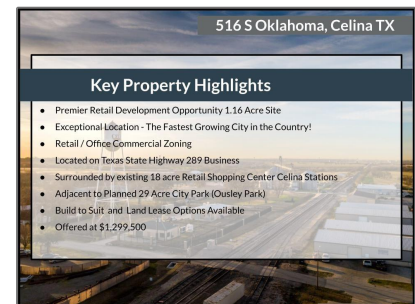 516 S Oklahoma, Celina TX
Key Property Highlights
● Premier Retail Development Opportunity 1.16 Acre Site
● Exceptional Location - The Fastest Growing City in the Country!
● Retail / Office Commercial Zoning
● Located on Texas State Highway 289 Business
● Surrounded by existing 18 acre Retail Shopping Center Celina Stations
● Adjacent to Planned 29 Acre City Park (Ousley Park)
● Build to Suit and Land Lease Options Available
● Offered at $1,299,500